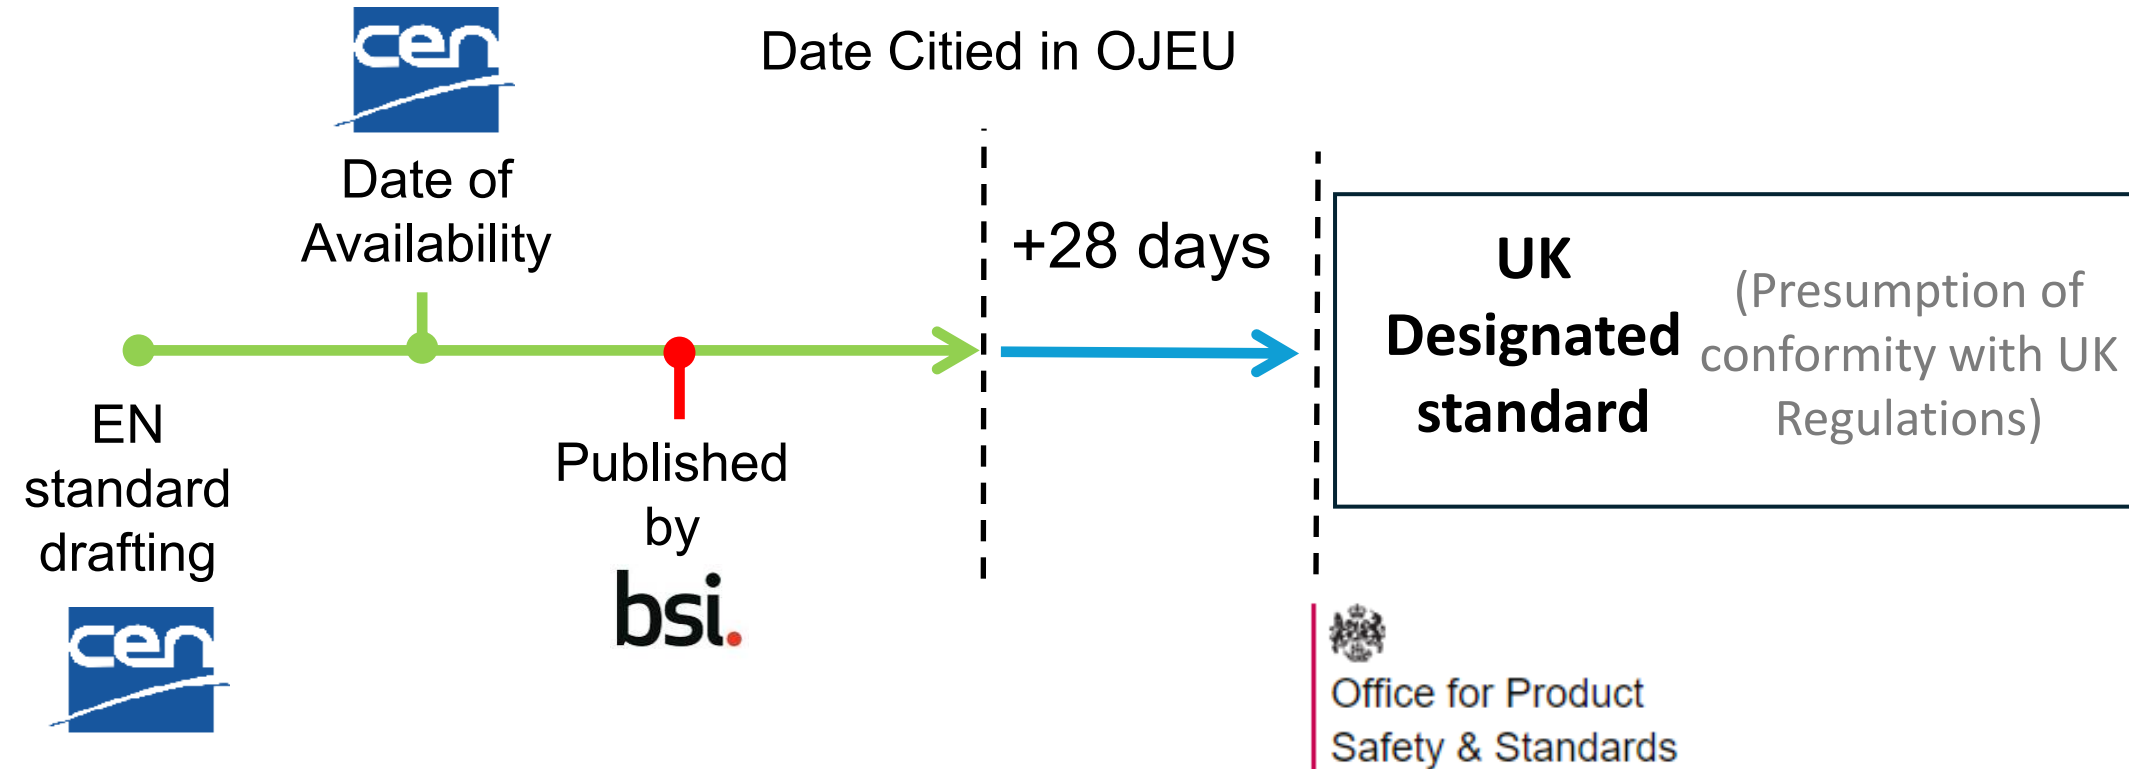 cen
Date Citied in OJEU
Date of
Availability
+28 days
UK
Designated
standard
(Presumption of
conformity with UK
Regulations)
EN
standard
drafting
cen
Published
by
bsi.
Office for Product
Safety & Standards